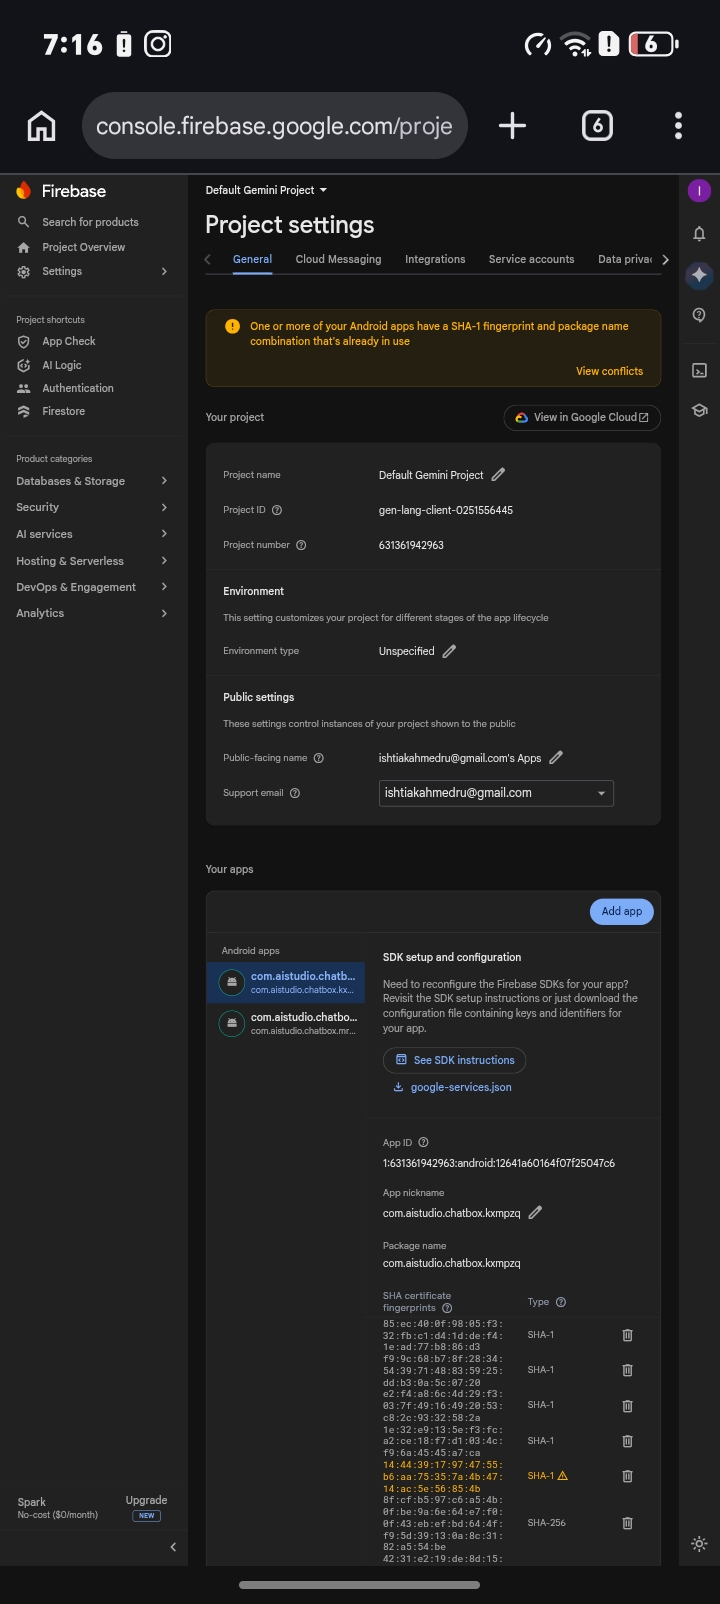 7:16
6
console.firebase.google.com/proje
6
Firebase
Search for products
Project Overview
Settings
Project shortcuts
App Check
AI Logic
Authentication
Firestore
Product categories
Databases & Storage
Security
AI services
Hosting & Serverless
DevOps & Engagement
Analytics
Spark
No-cost ($0/month)
Upgrade
NEW
Default Gemini Project
Project settings
General
Cloud Messaging
Integrations
Service accounts
Data privac
I
One or more of your Android apps have a SHA-1 fingerprint and package name
combination that's already in use
View conflicts
Your project
View in Google Cloud
Project name
Default Gemini Project
Project ID
gen-lang-client-0251556445
Project number
631361942963
Environment
This setting customizes your project for different stages of the app lifecycle
Environment type
Unspecified
Public settings
These settings control instances of your project shown to the public
Public-facing name
ishtiakahmedru@gmail.com's Apps
Support email
ishtiakahmedru@gmail.com
Your apps
Add app
Android apps
com.aistudio.chatb...
com.aistudio.chatbox.kx...
com.aistudio.chatbo...
com.aistudio.chatbox.mr...
SDK setup and configuration
Need to reconfigure the Firebase SDKs for your app?
Revisit the SDK setup instructions or just download the
configuration file containing keys and identifiers for
your app.
See SDK instructions
google-services.json
App ID
1:631361942963:android:12641a60164f07f25047c6
App nickname
com.aistudio.chatbox.kxmpzq
Package name
com.aistudio.chatbox.kxmpzq
SHA certificate
fingerprints
Type
85:ec:40:0f:98:05:f3:
32:fb:c1:d4:1d:de:f4:
1e:ad:77:b8:86:d3
SHA-1
f9:9c:68:b7:8f:28:34:
54:39:71:48:83:59:25:
dd:b3:0a:5c:07:20
SHA-1
e2:f4:a8:6c:4d:29:f3:
03:7f:49:16:49:20:53:
c8:2c:93:32:58:2a
SHA-1
1e:32:e9:13:5e:f3:fc:
a2:ce:18:f7:d1:03:4c:
f9:6a:45:45:a7:ca
SHA-1
14:44:39:17:97:47:55:
b6:aa:75:35:7a:4b:47:
14:ac:5e:56:85:4b
SHA-1
8f:cf:b5:97:c6:a5:4b:
0f:be:9a:6e:64:e7:f0:
0f:43:eb:ef:bd:64:4f:
f9:5d:39:13:0a:8c:31:
82:a5:54:be
SHA-256
42:31:e2:19:de:8d:15: